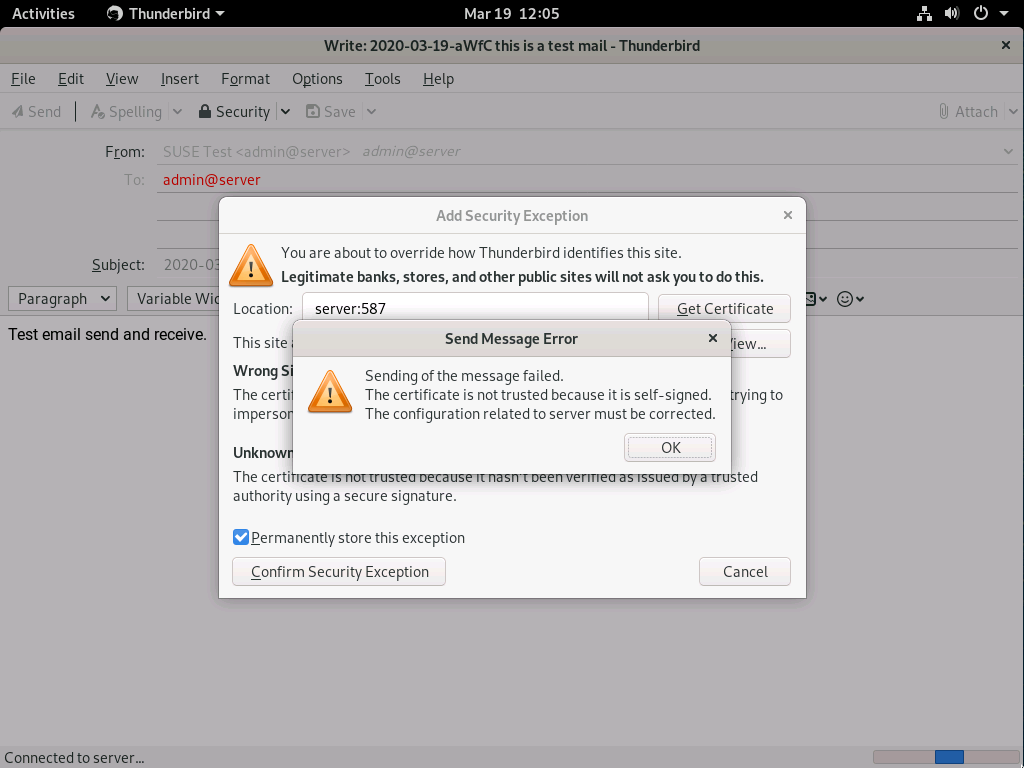 Activities Thunderbird Mar 19 12:05
Write: 2020-03-19-aWfC this is a test mail - Thunderbird
File Edit View Insert Format Options Tools Help
Send Spelling Security Save Attach
From: SUSE Test <admin@server> admin@server
To: admin@server
Add Security Exception
You are about to override how Thunderbird identifies this site.
Legitimate banks, stores, and other public sites will not ask you to do this.
Subject: 2020-03
Paragraph Variable Wid
Location: server:587 Get Certificate
Test email send and receive.
This site
Send Message Error
Wrong Si
Sending of the message failed.
The certif
The certificate is not trusted because it is self-signed.
trying to
impersor
The configuration related to server must be corrected.
OK
Unknown
The certificate is not trusted because it hasn't been verified as issued by a trusted
authority using a secure signature.
Permanently store this exception
Confirm Security Exception Cancel
Connected to server...